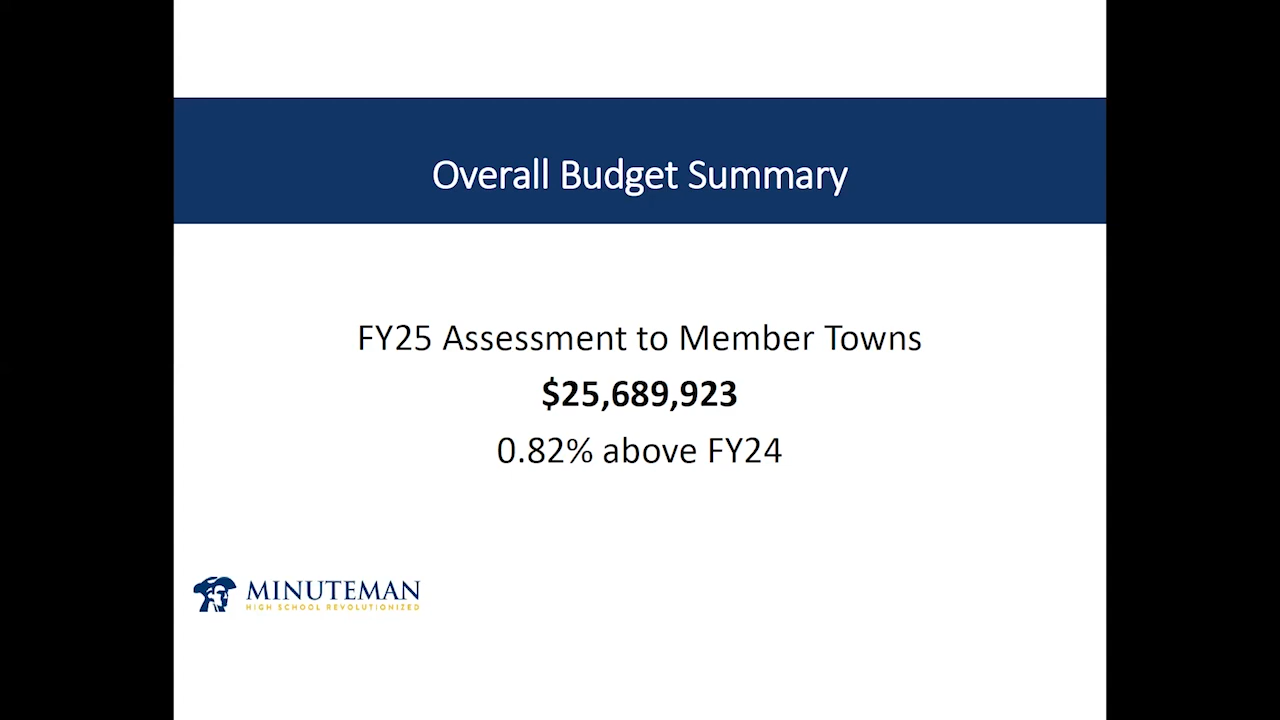 Overall Budget Summary
FY25 Assessment to Member Towns
$25,689,923
0.82% above FY24
MINUTEMAN
HIGH SCHOOL REVOLUTIONIZED